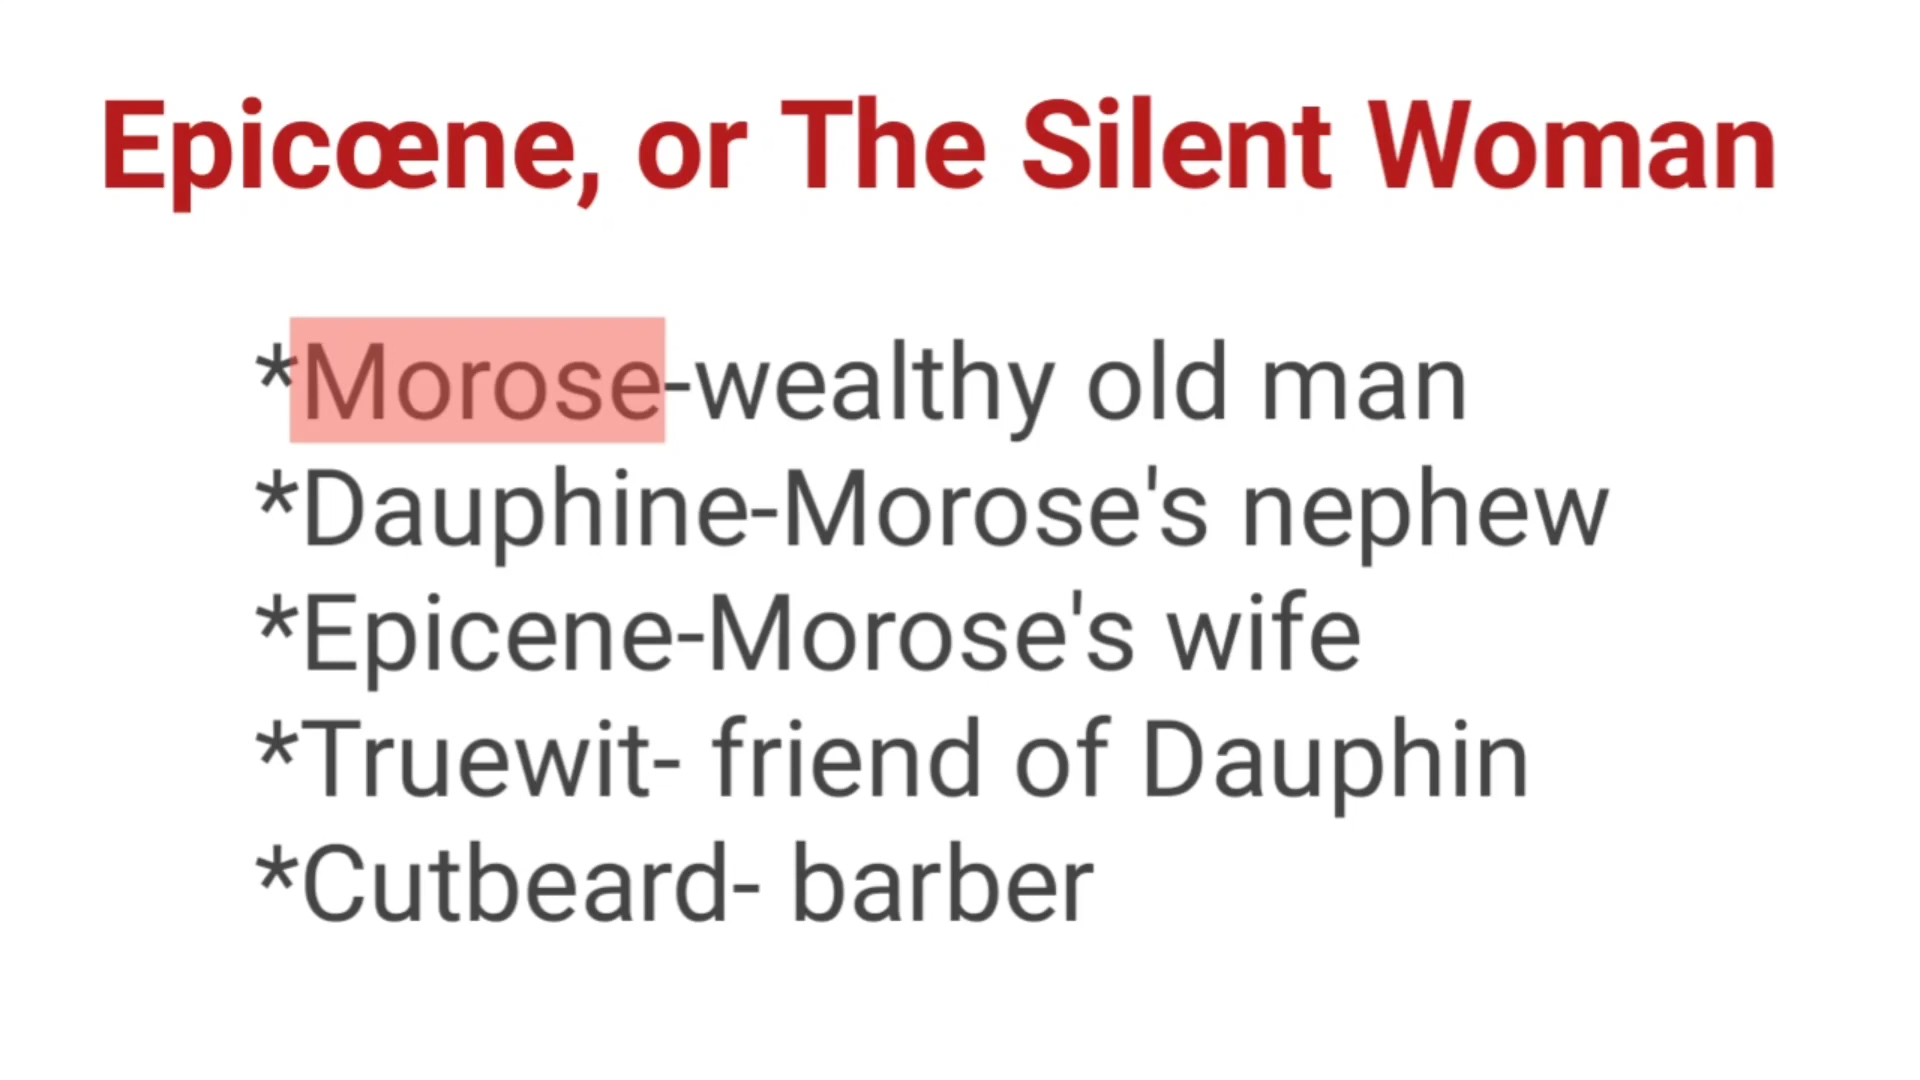 Epicœne, or The Silent Woman
*Morose-wealthy old man
*Dauphine-Morose's nephew
*Epicene-Morose's wife
*Truewit- friend of Dauphin
*Cutbeard- barber